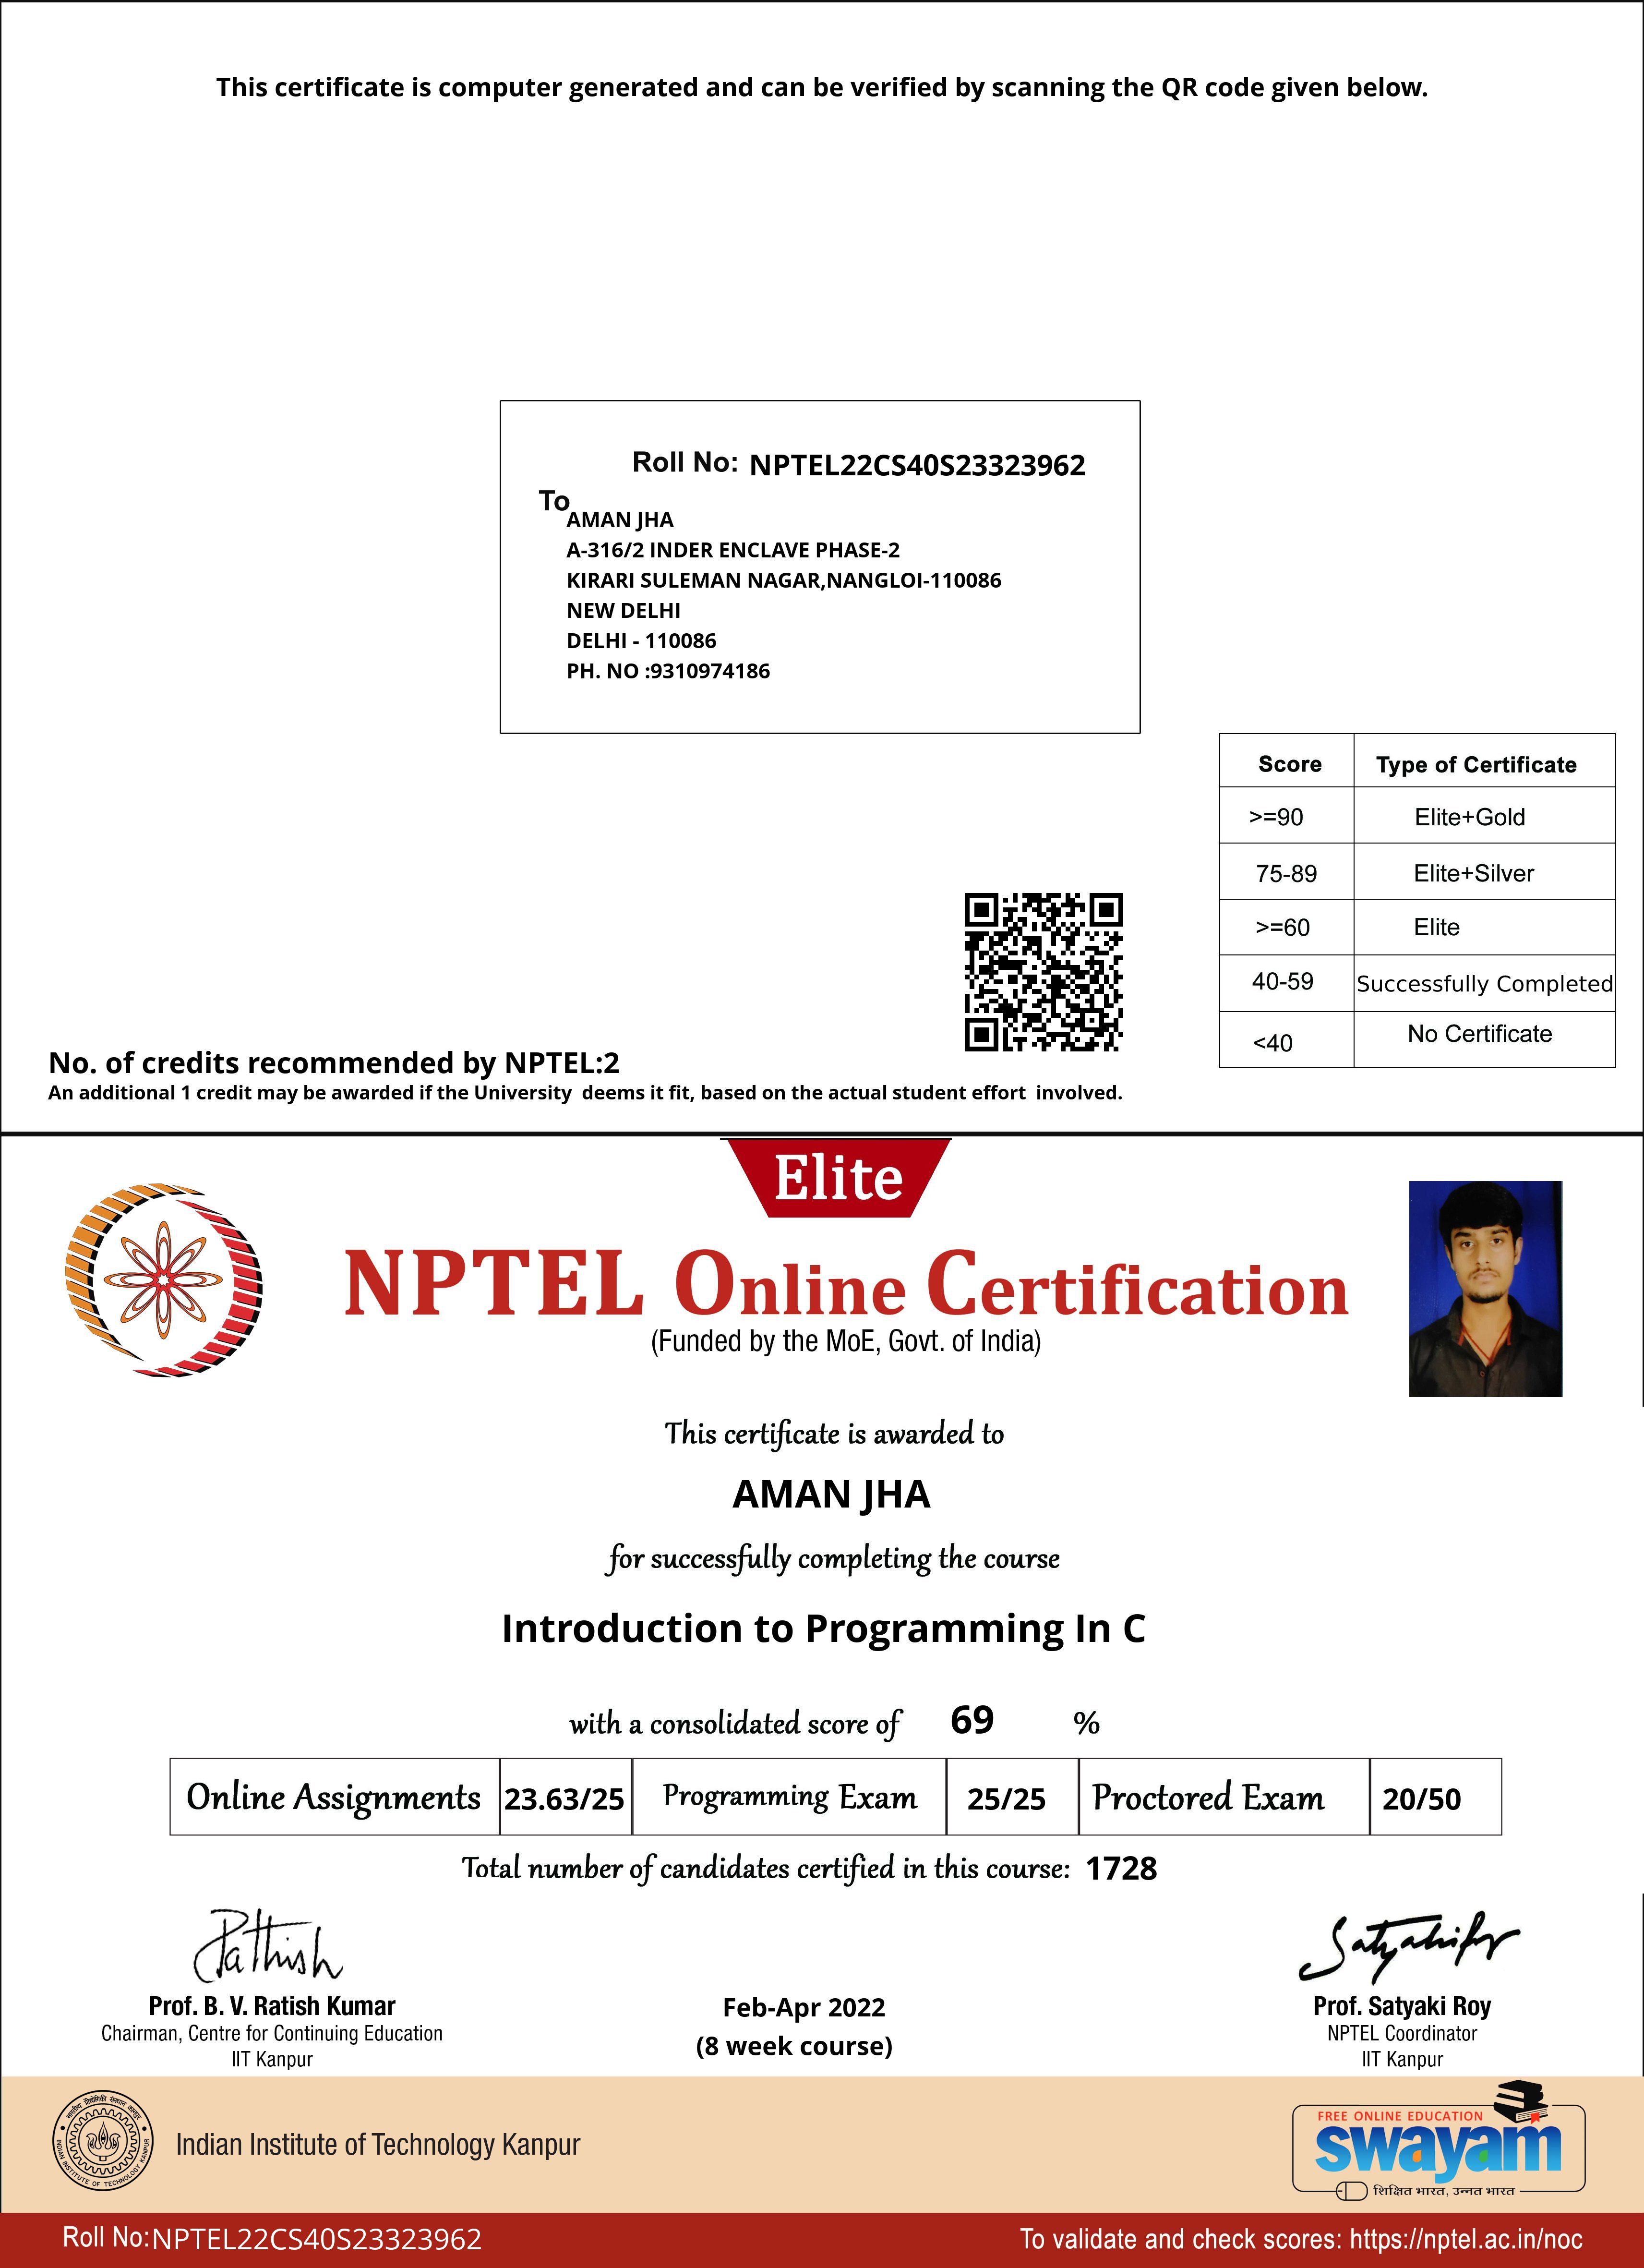 This certificate is computer generated and can be verified by scanning the QR code given below.
Roll No: NPTEL22CS40S23323962
To
AMAN JHA
A-316/2 INDER ENCLAVE PHASE-2
KIRARI SULEMAN NAGAR,NANGLOI-110086
NEW DELHI
DELHI - 110086
PH. NO :9310974186
Score Type of Certificate
>=90 Elite+Gold
75-89 Elite+Silver
>=60 Elite
40-59 Successfully Completed
<40 No Certificate
No. of credits recommended by NPTEL:2
An additional 1 credit may be awarded if the University deems it fit, based on the actual student effort involved.
Elite
NPTEL Online Certification
(Funded by the MoE, Govt. of India)
This certificate is awarded to
AMAN JHA
for successfully completing the course
Introduction to Programming In C
with a consolidated score of 69 %
Online Assignments 23.63/25 Programming Exam 25/25 Proctored Exam 20/50
Total number of candidates certified in this course: 1728
Prof. B. V. Ratish Kumar
Chairman, Centre for Continuing Education
IIT Kanpur
Feb-Apr 2022
(8 week course)
Prof. Satyaki Roy
NPTEL Coordinator
IIT Kanpur
INDIAN INSTITUTE OF TECHNOLOGY KANPUR
Indian Institute of Technology Kanpur
FREE ONLINE EDUCATION
swayam
शिक्षित भारत, उन्नत भारत
Roll No:NPTEL22CS40S23323962
To validate and check scores: https://nptel.ac.in/noc